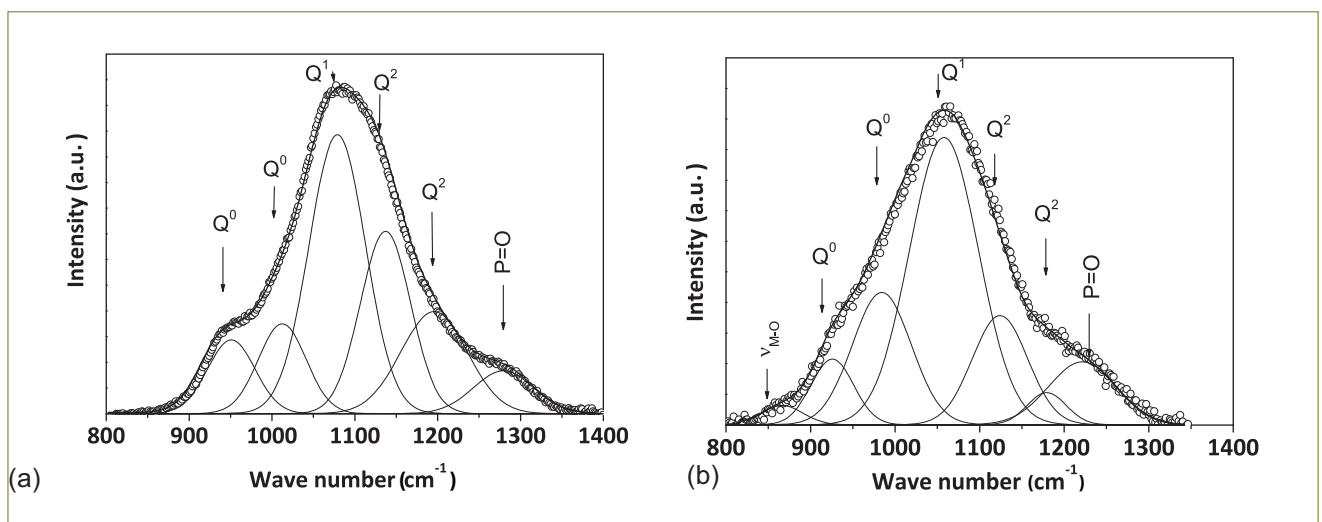 Q¹
Q²
Q⁰
Q²
Q⁰
P=O
Intensity (a.u. )
800 900 1000 1100 1200 1300 1400
Wave number (cm⁻¹)
(a)
Q¹
Q⁰
Q²
Q²
Q⁰
P=O
νM-O
Intensity (a.u. )
800 900 1000 1100 1200 1300 1400
Wave number (cm⁻¹)
(b)